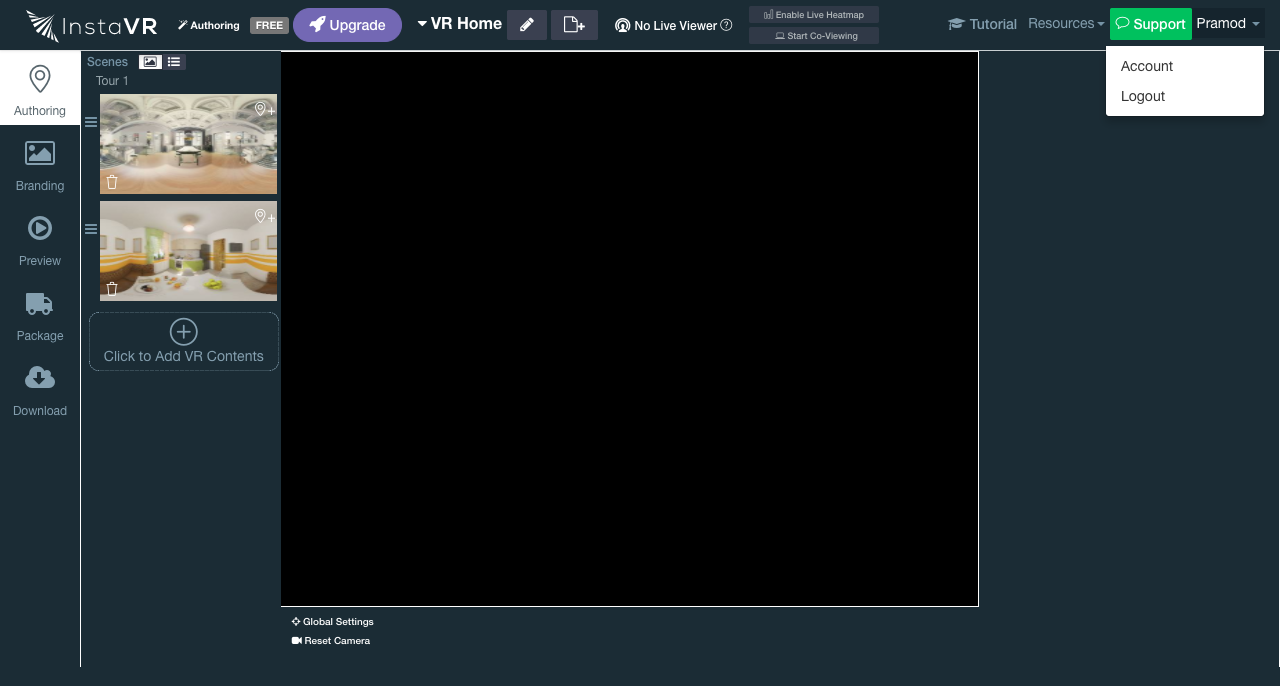 InstaVR
Authoring
FREE
Upgrade
VR Home
No Live Viewer
Enable Live Heatmap
Start Co-Viewing
Tutorial
Resources
Support
Pramod
Account
Logout
Authoring
Branding
Preview
Package
Download
Scenes
Tour 1
Click to Add VR Contents
Global Settings
Reset Camera